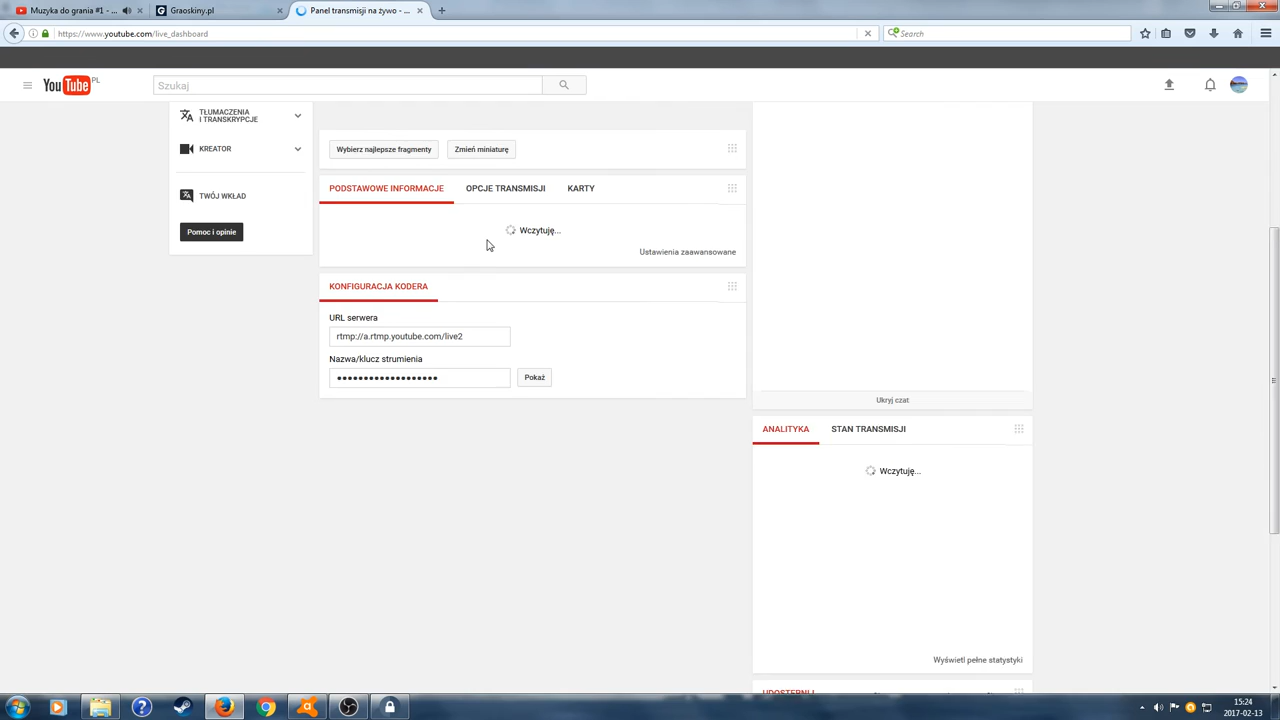 Muzyka do grania #1 - ...
Graoskiny.pl
Panel transmisji na żywo - ...
https://www.youtube.com/live_dashboard
Search
YouTube PL
Szukaj
TŁUMACZENIA
I TRANSKRYPCJE
KREATOR
TWÓJ WKŁAD
Pomoc i opinie
Wybierz najlepsze fragmenty
Zmień miniaturę
PODSTAWOWE INFORMACJE
OPCJE TRANSMISJI
KARTY
Wczytuję...
Ustawienia zaawansowane
KONFIGURACJA KODERA
URL serwera
rtmp://a.rtmp.youtube.com/live2
Nazwa/klucz strumienia
•••••••••••••••••••
Pokaż
Ukryj czat
ANALITYKA
STAN TRANSMISJI
Wczytuję...
Wyświetl pełne statystyki
UDOSTĘPNIJ
15:24
2017-02-13